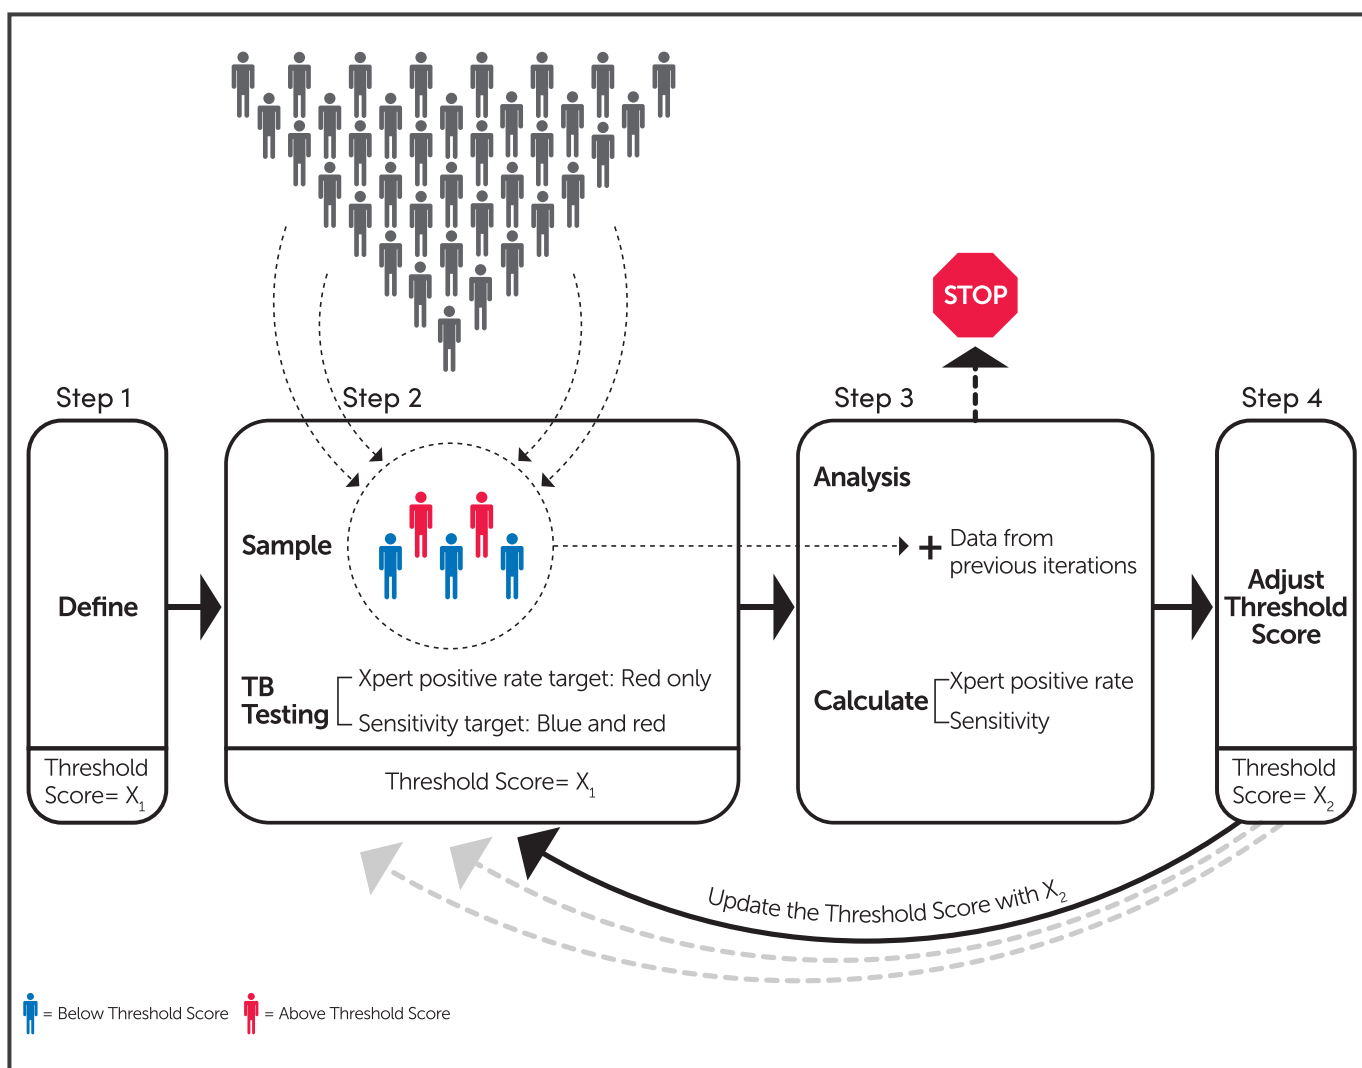 STOP
Step 1
Step 2
Step 3
Step 4
Define
Threshold
Score= X1
Sample
TB
Testing
Xpert positive rate target: Red only
Sensitivity target: Blue and red
Threshold Score= X1
Analysis
+ Data from
previous iterations
Calculate
Xpert positive rate
Sensitivity
Adjust
Threshold
Score
Threshold
Score= X2
Update the Threshold Score with X2
= Below Threshold Score
= Above Threshold Score